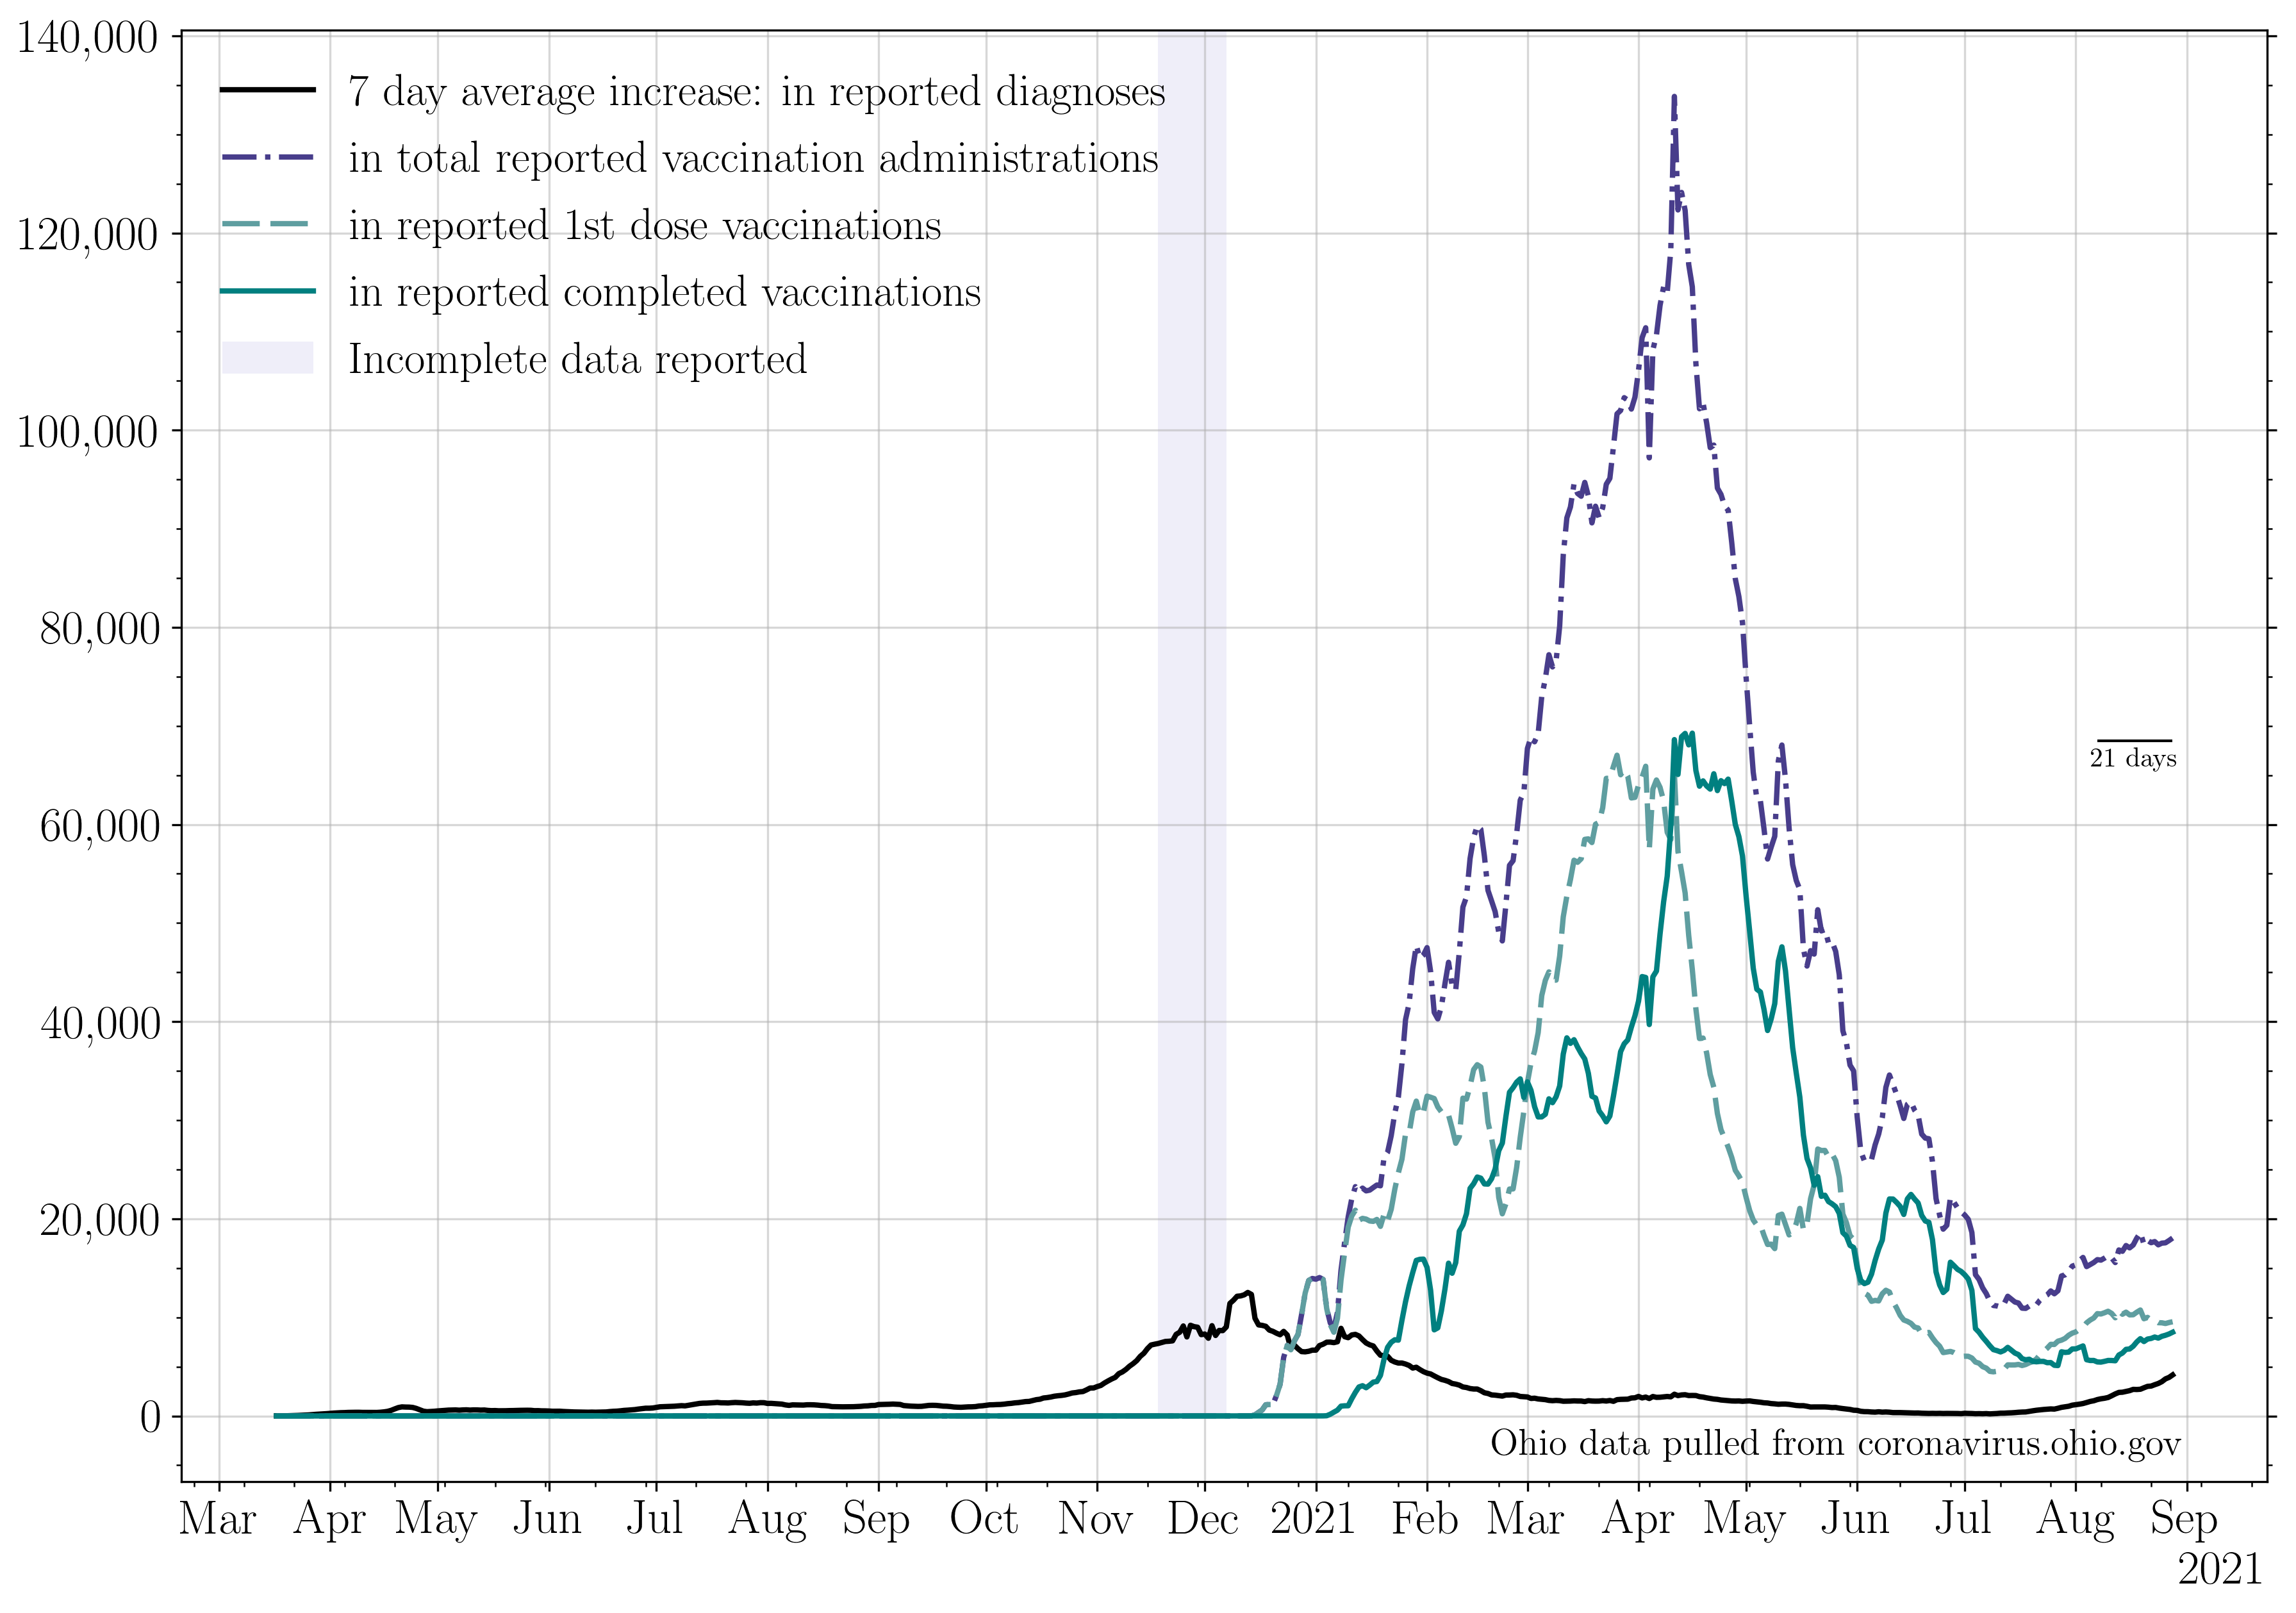 140,000
120,000
100,000
80,000
60,000
40,000
20,000
0
7 day average increase: in reported diagnoses
in total reported vaccination administrations
in reported 1st dose vaccinations
in reported completed vaccinations
Incomplete data reported
21 days
Ohio data pulled from coronavirus.ohio.gov
Mar Apr May Jun Jul Aug Sep Oct Nov Dec 2021 Feb Mar Apr May Jun Jul Aug Sep
2021